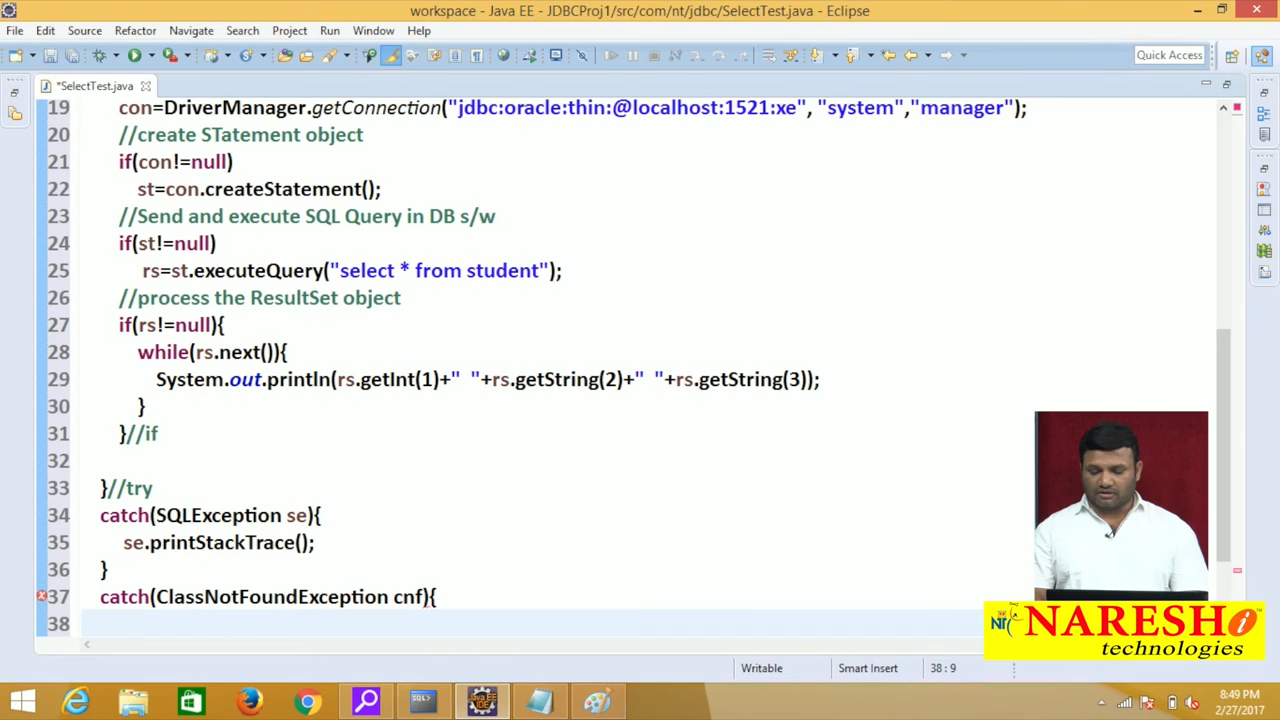 workspace - Java EE - JDBCProj1/src/com/nt/jdbc/SelectTest.java - Eclipse
File Edit Source Refactor Navigate Search Project Run Window Help
Quick Access
*SelectTest.java
19 con=DriverManager.getConnection("jdbc:oracle:thin:@localhost:1521:xe", "system","manager");
20 //create STatement object
21 if(con!=null)
22 st=con.createStatement();
23 //Send and execute SQL Query in DB s/w
24 if(st!=null)
25 rs=st.executeQuery("select * from student");
26 //process the ResultSet object
27 if(rs!=null){
28 while(rs.next()){
29 System.out.println(rs.getInt(1)+"  "+rs.getString(2)+"  "+rs.getString(3));
30 }
31 }//if
32
33 }//try
34 catch(SQLException se){
35 se.printStackTrace();
36 }
37 catch(ClassNotFoundException cnf){
38
NT NARESH i
technologies
Writable Smart Insert 38 : 9
SQL>
Java EE
IDE
8:49 PM
2/27/2017